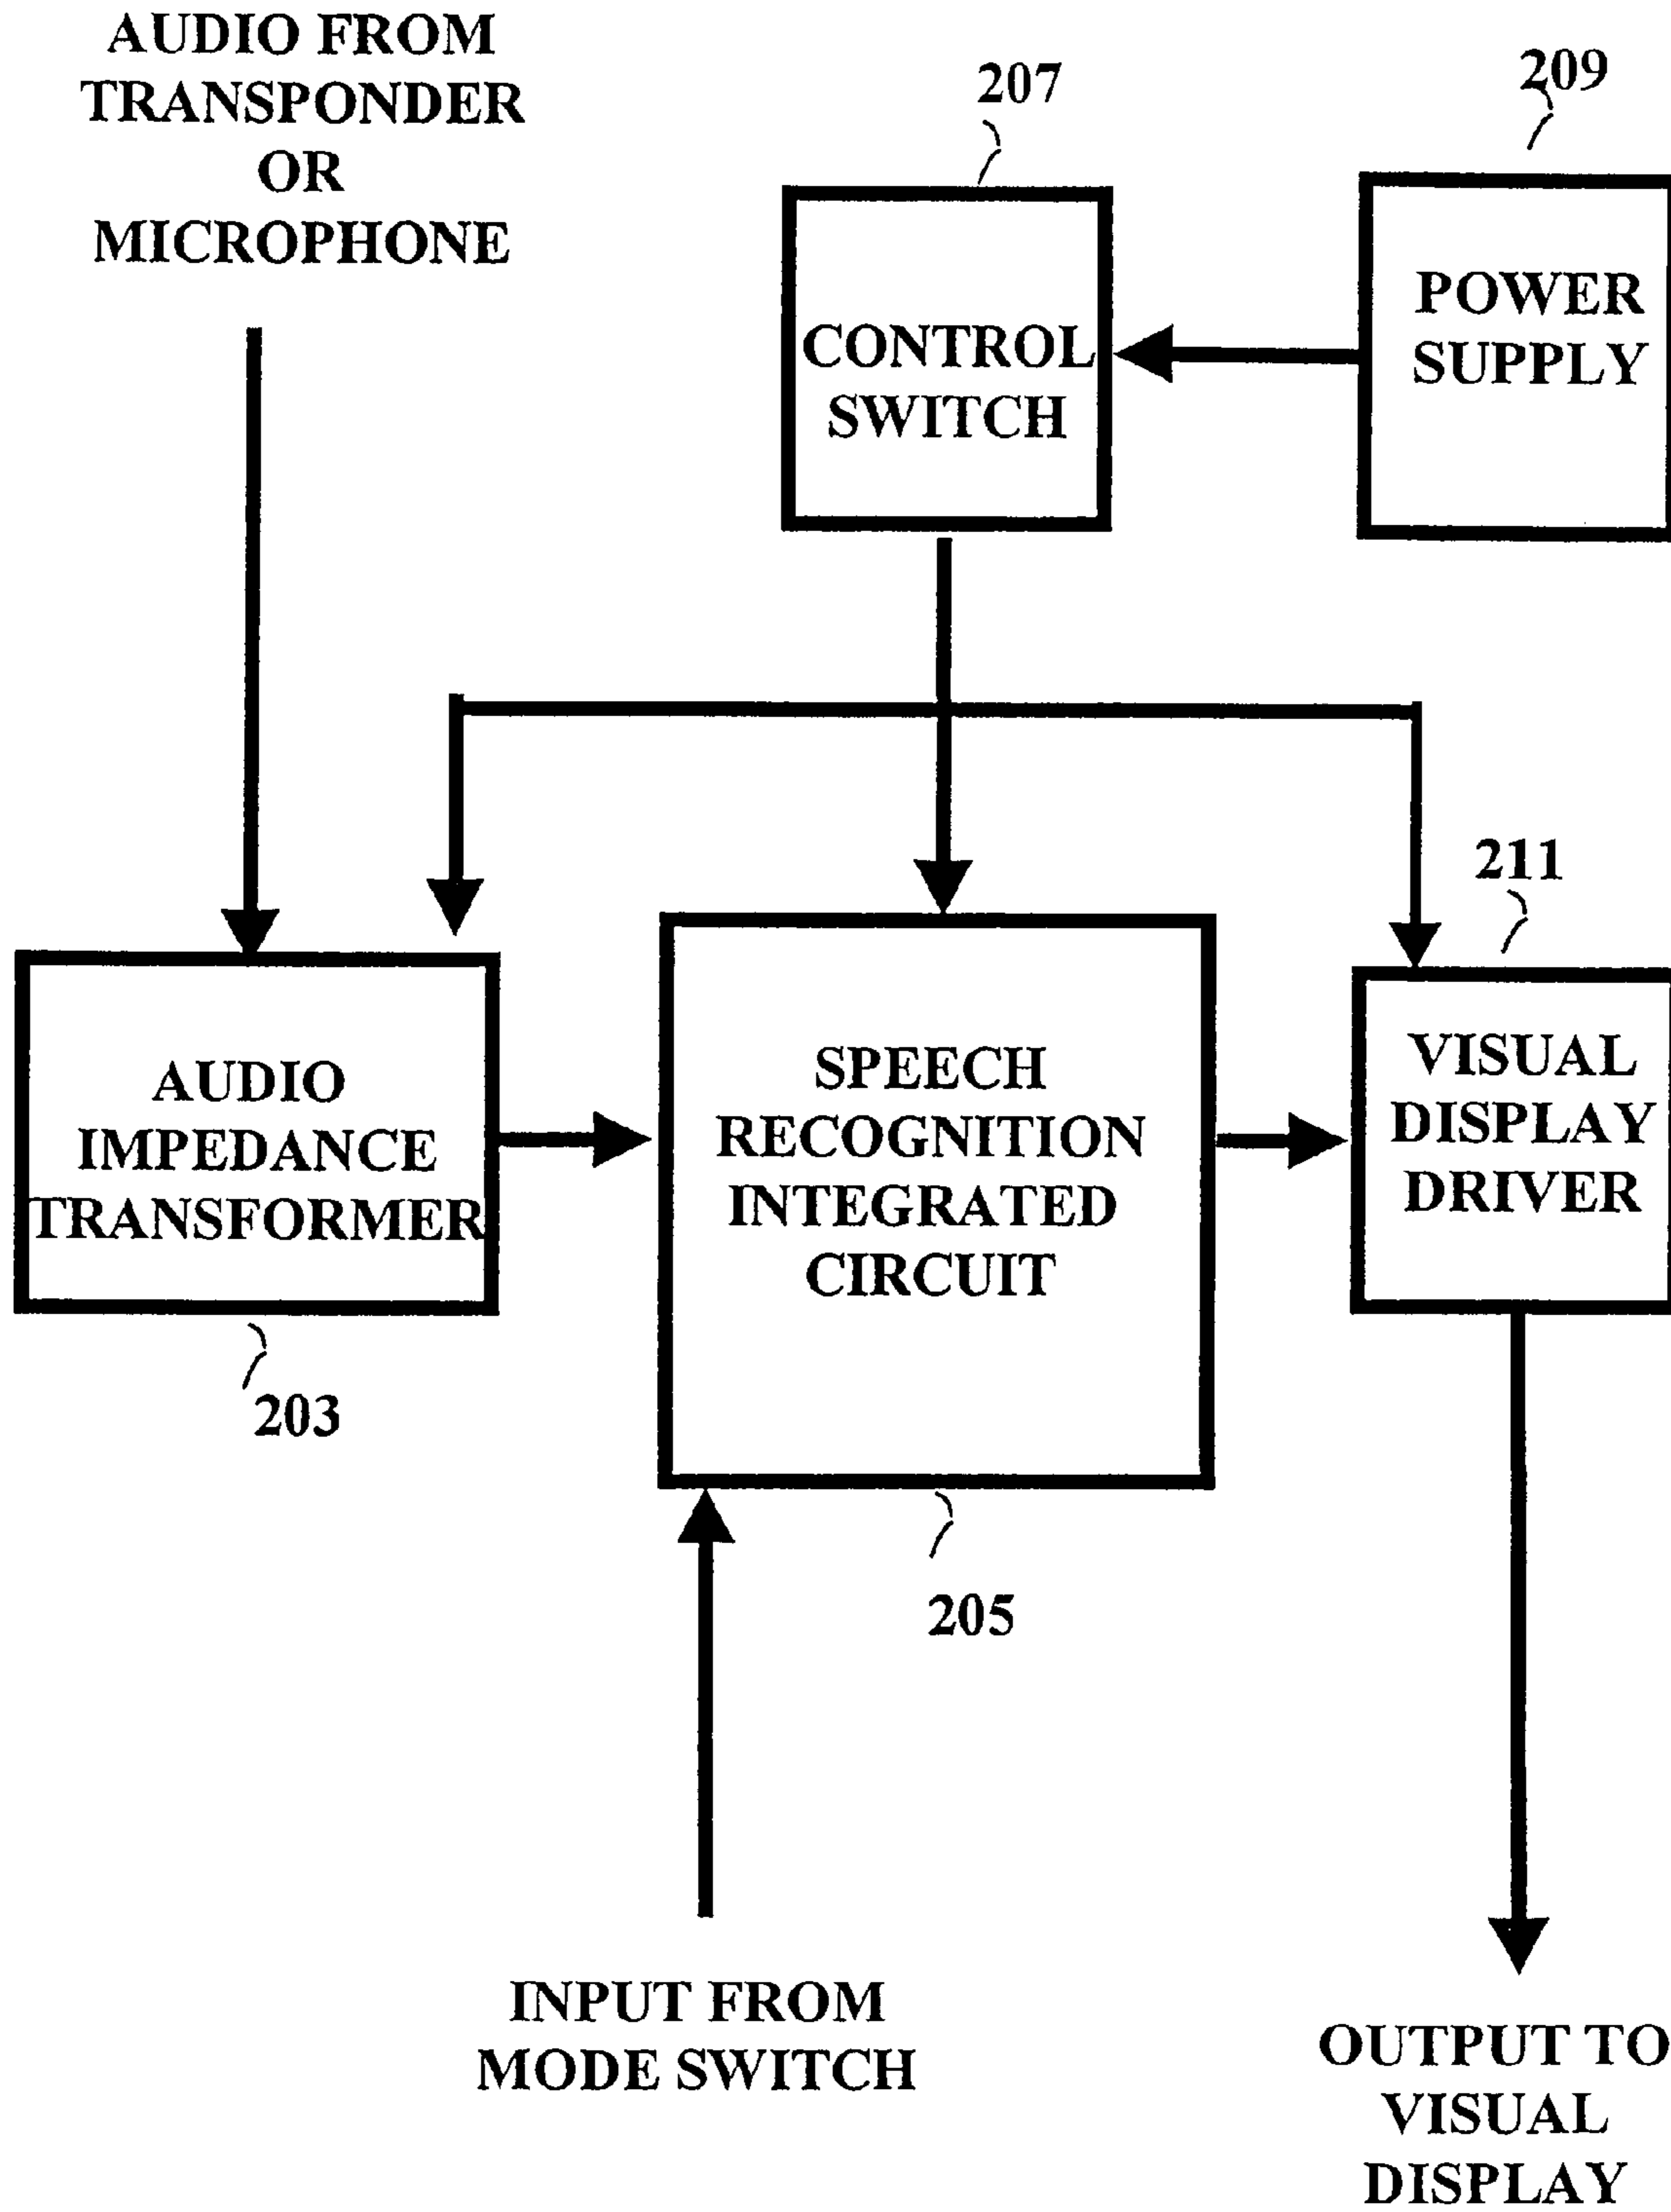 AUDIO FROM
TRANSPONDER
OR
MICROPHONE
207
209
CONTROL
SWITCH
POWER
SUPPLY
211
AUDIO
IMPEDANCE
TRANSFORMER
SPEECH
RECOGNITION
INTEGRATED
CIRCUIT
VISUAL
DISPLAY
DRIVER
203
205
INPUT FROM
MODE SWITCH
OUTPUT TO
VISUAL
DISPLAY